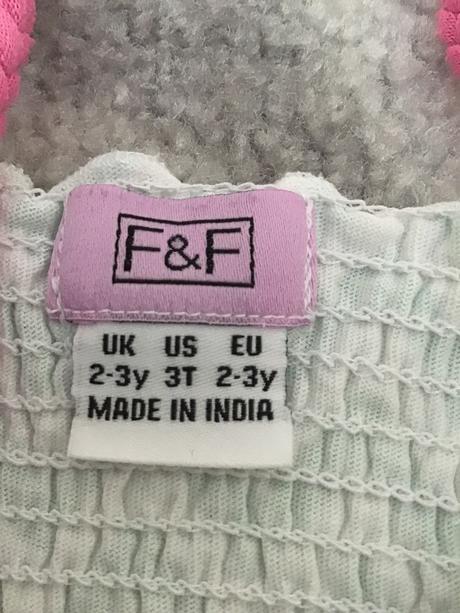 F&F
UK US EU
2-3y 3T 2-3y
MADE IN INDIA